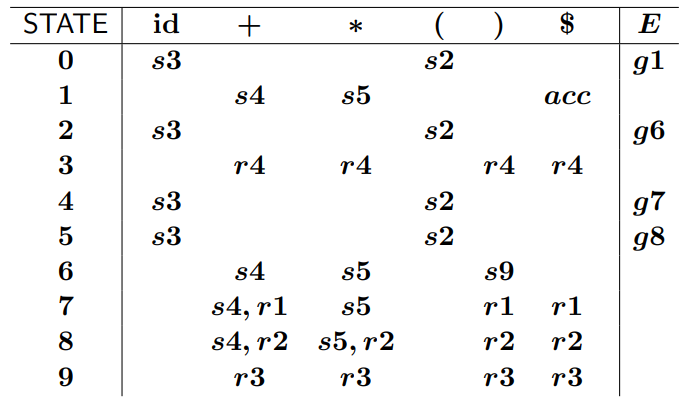 STATE id + * ( ) $ E
0 s3 s2 g1
1 s4 s5 acc
2 s3 s2 g6
3 r4 r4 r4 r4
4 s3 s2 g7
5 s3 s2 g8
6 s4 s5 s9
7 s4, r1 s5 r1 r1
8 s4, r2 s5, r2 r2 r2
9 r3 r3 r3 r3